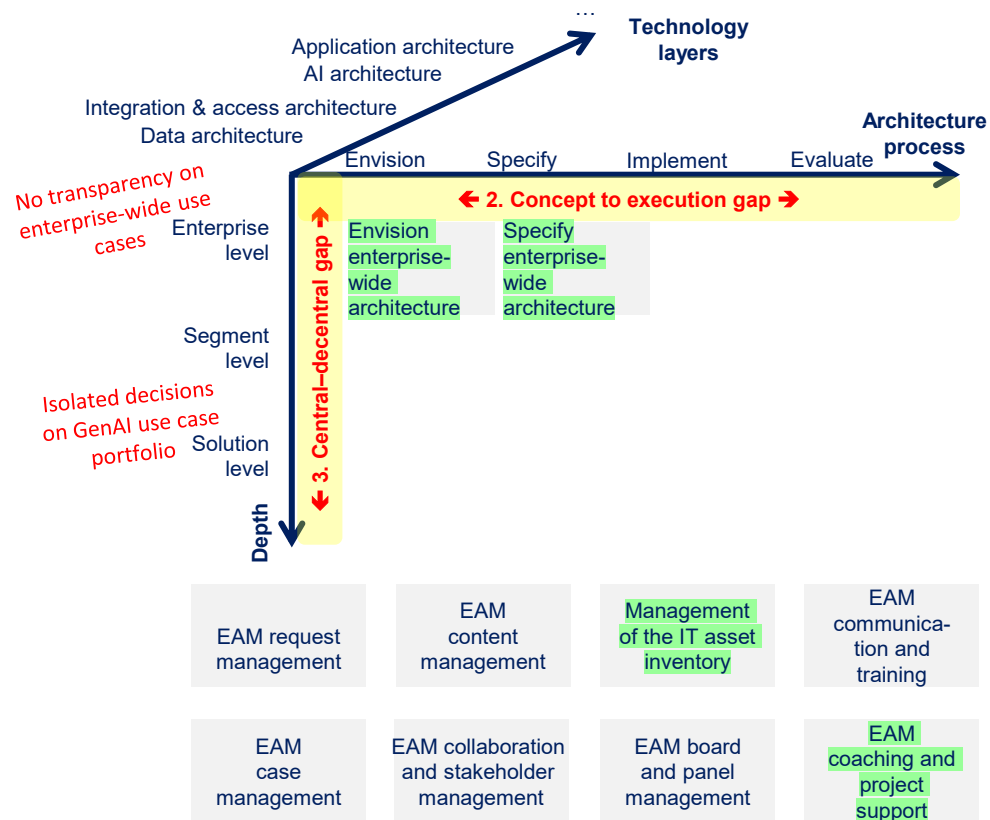 ...
Technology
layers
Application architecture
AI architecture
Integration & access architecture
Data architecture
Architecture
process
Envision
Specify
Implement
Evaluate
No transparency on
enterprise-wide use
cases
🡰 2. Concept to execution gap 🡲
Enterprise
level
Envision
enterprise-
wide
architecture
Specify
enterprise-
wide
architecture
🡰 3. Central–decentral gap 🡲
Segment
level
Isolated decisions
on GenAI use case
portfolio
Solution
level
Depth
EAM request
management
EAM
content
management
Management
of the IT asset
inventory
EAM
communica-
tion and
training
EAM
case
management
EAM collaboration
and stakeholder
management
EAM board
and panel
management
EAM
coaching and
project
support